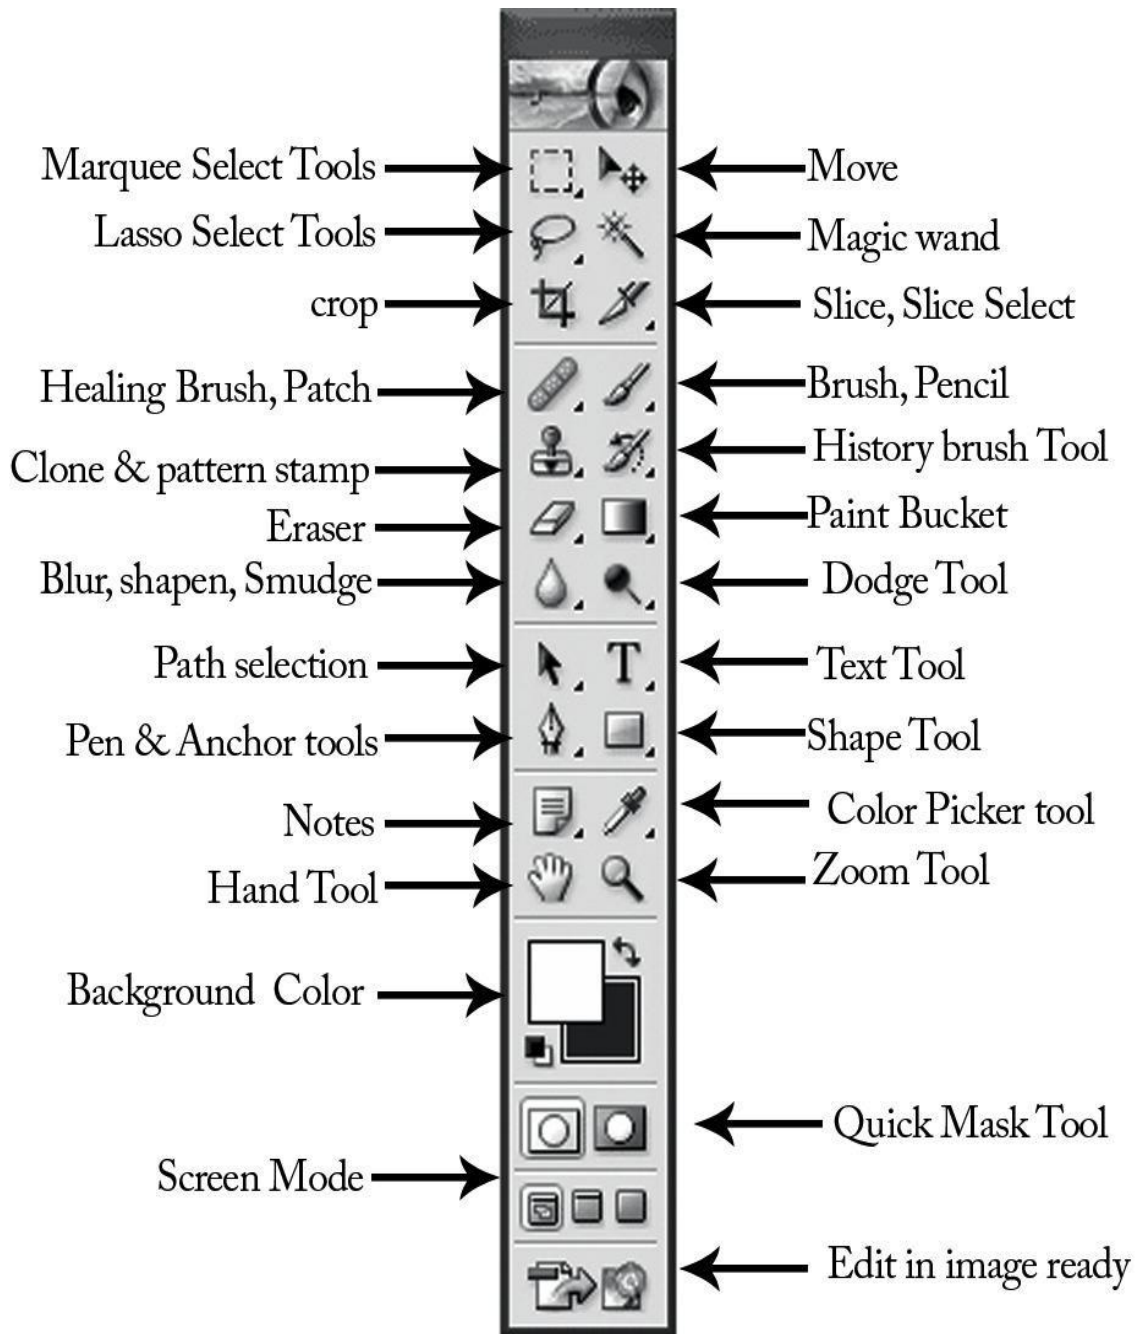 Marquee Select Tools
Move
Lasso Select Tools
Magic wand
crop
Slice, Slice Select
Healing Brush, Patch
Brush, Pencil
Clone & pattern stamp
History brush Tool
Eraser
Paint Bucket
Blur, shapen, Smudge
Dodge Tool
Path selection
T
Text Tool
Pen & Anchor tools
Shape Tool
Notes
Color Picker tool
Hand Tool
Zoom Tool
Background Color
Quick Mask Tool
Screen Mode
Edit in image ready